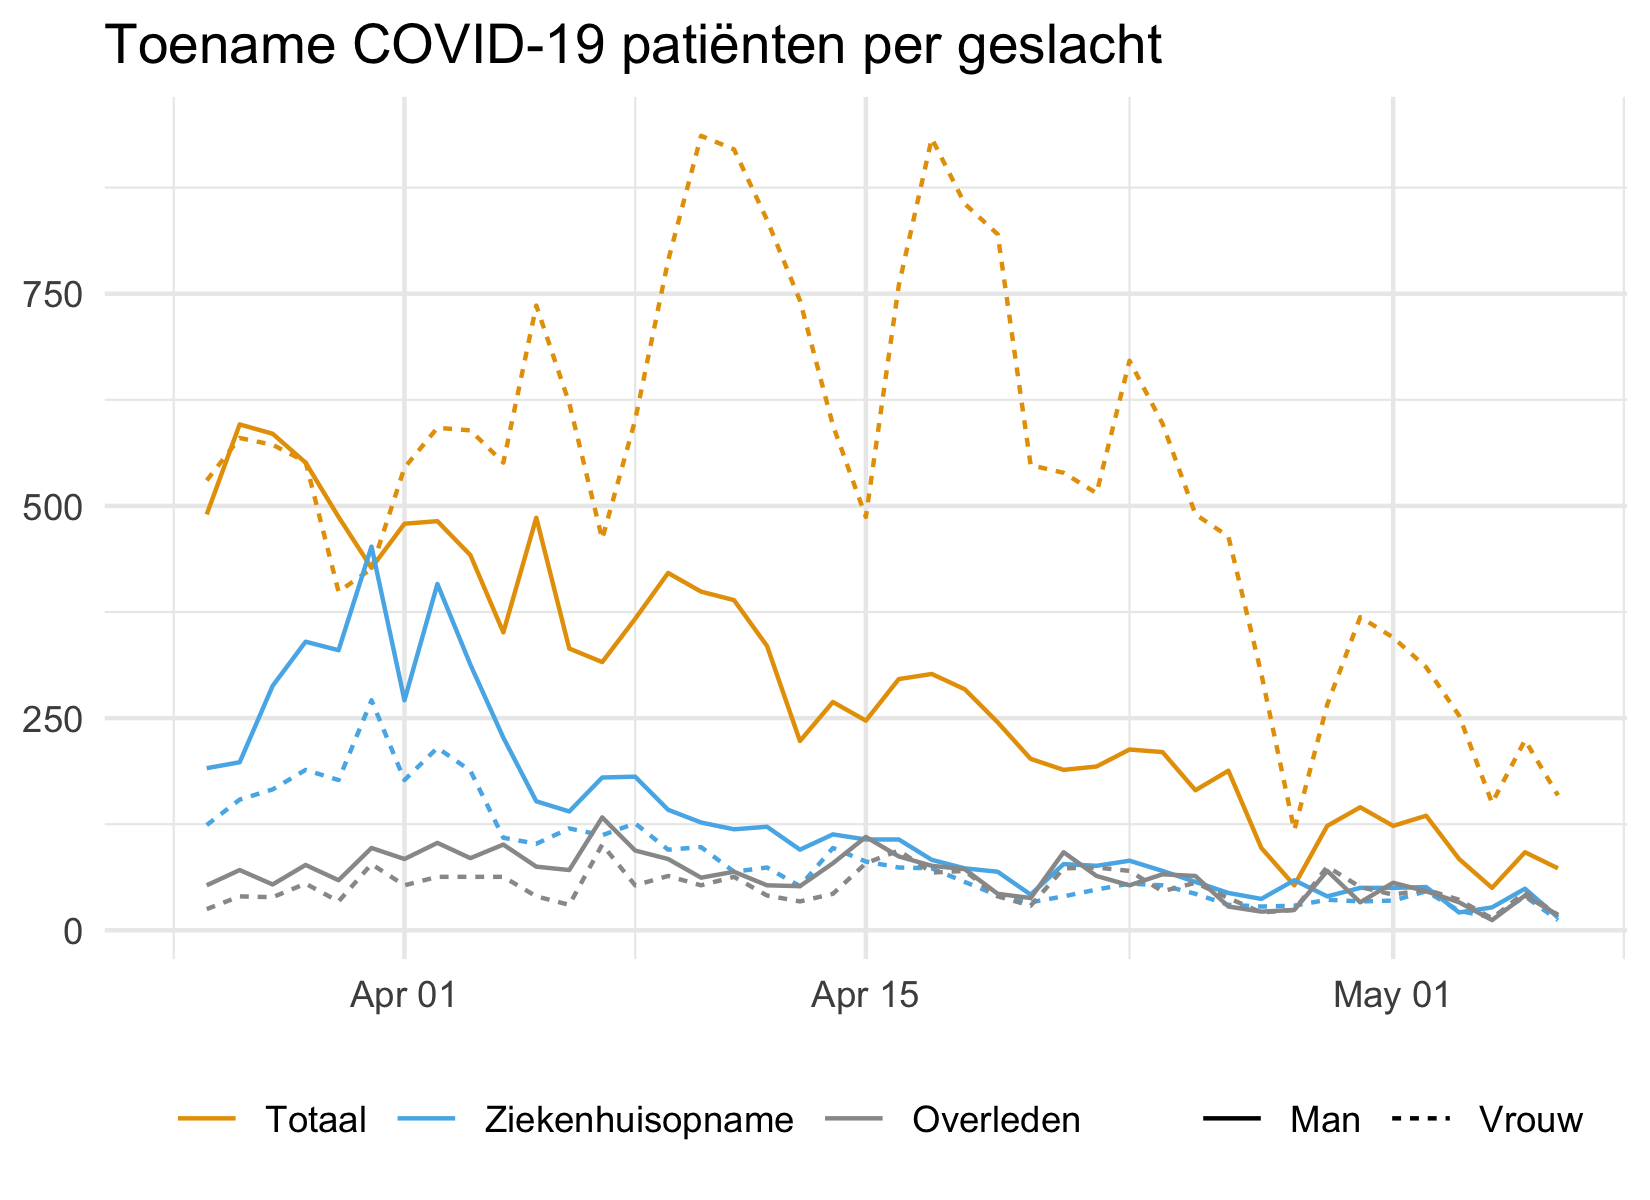 Toename COVID-19 patiënten per geslacht
750
500
250
0
Apr 01 Apr 15 May 01
Totaal Ziekenhuisopname Overleden Man Vrouw